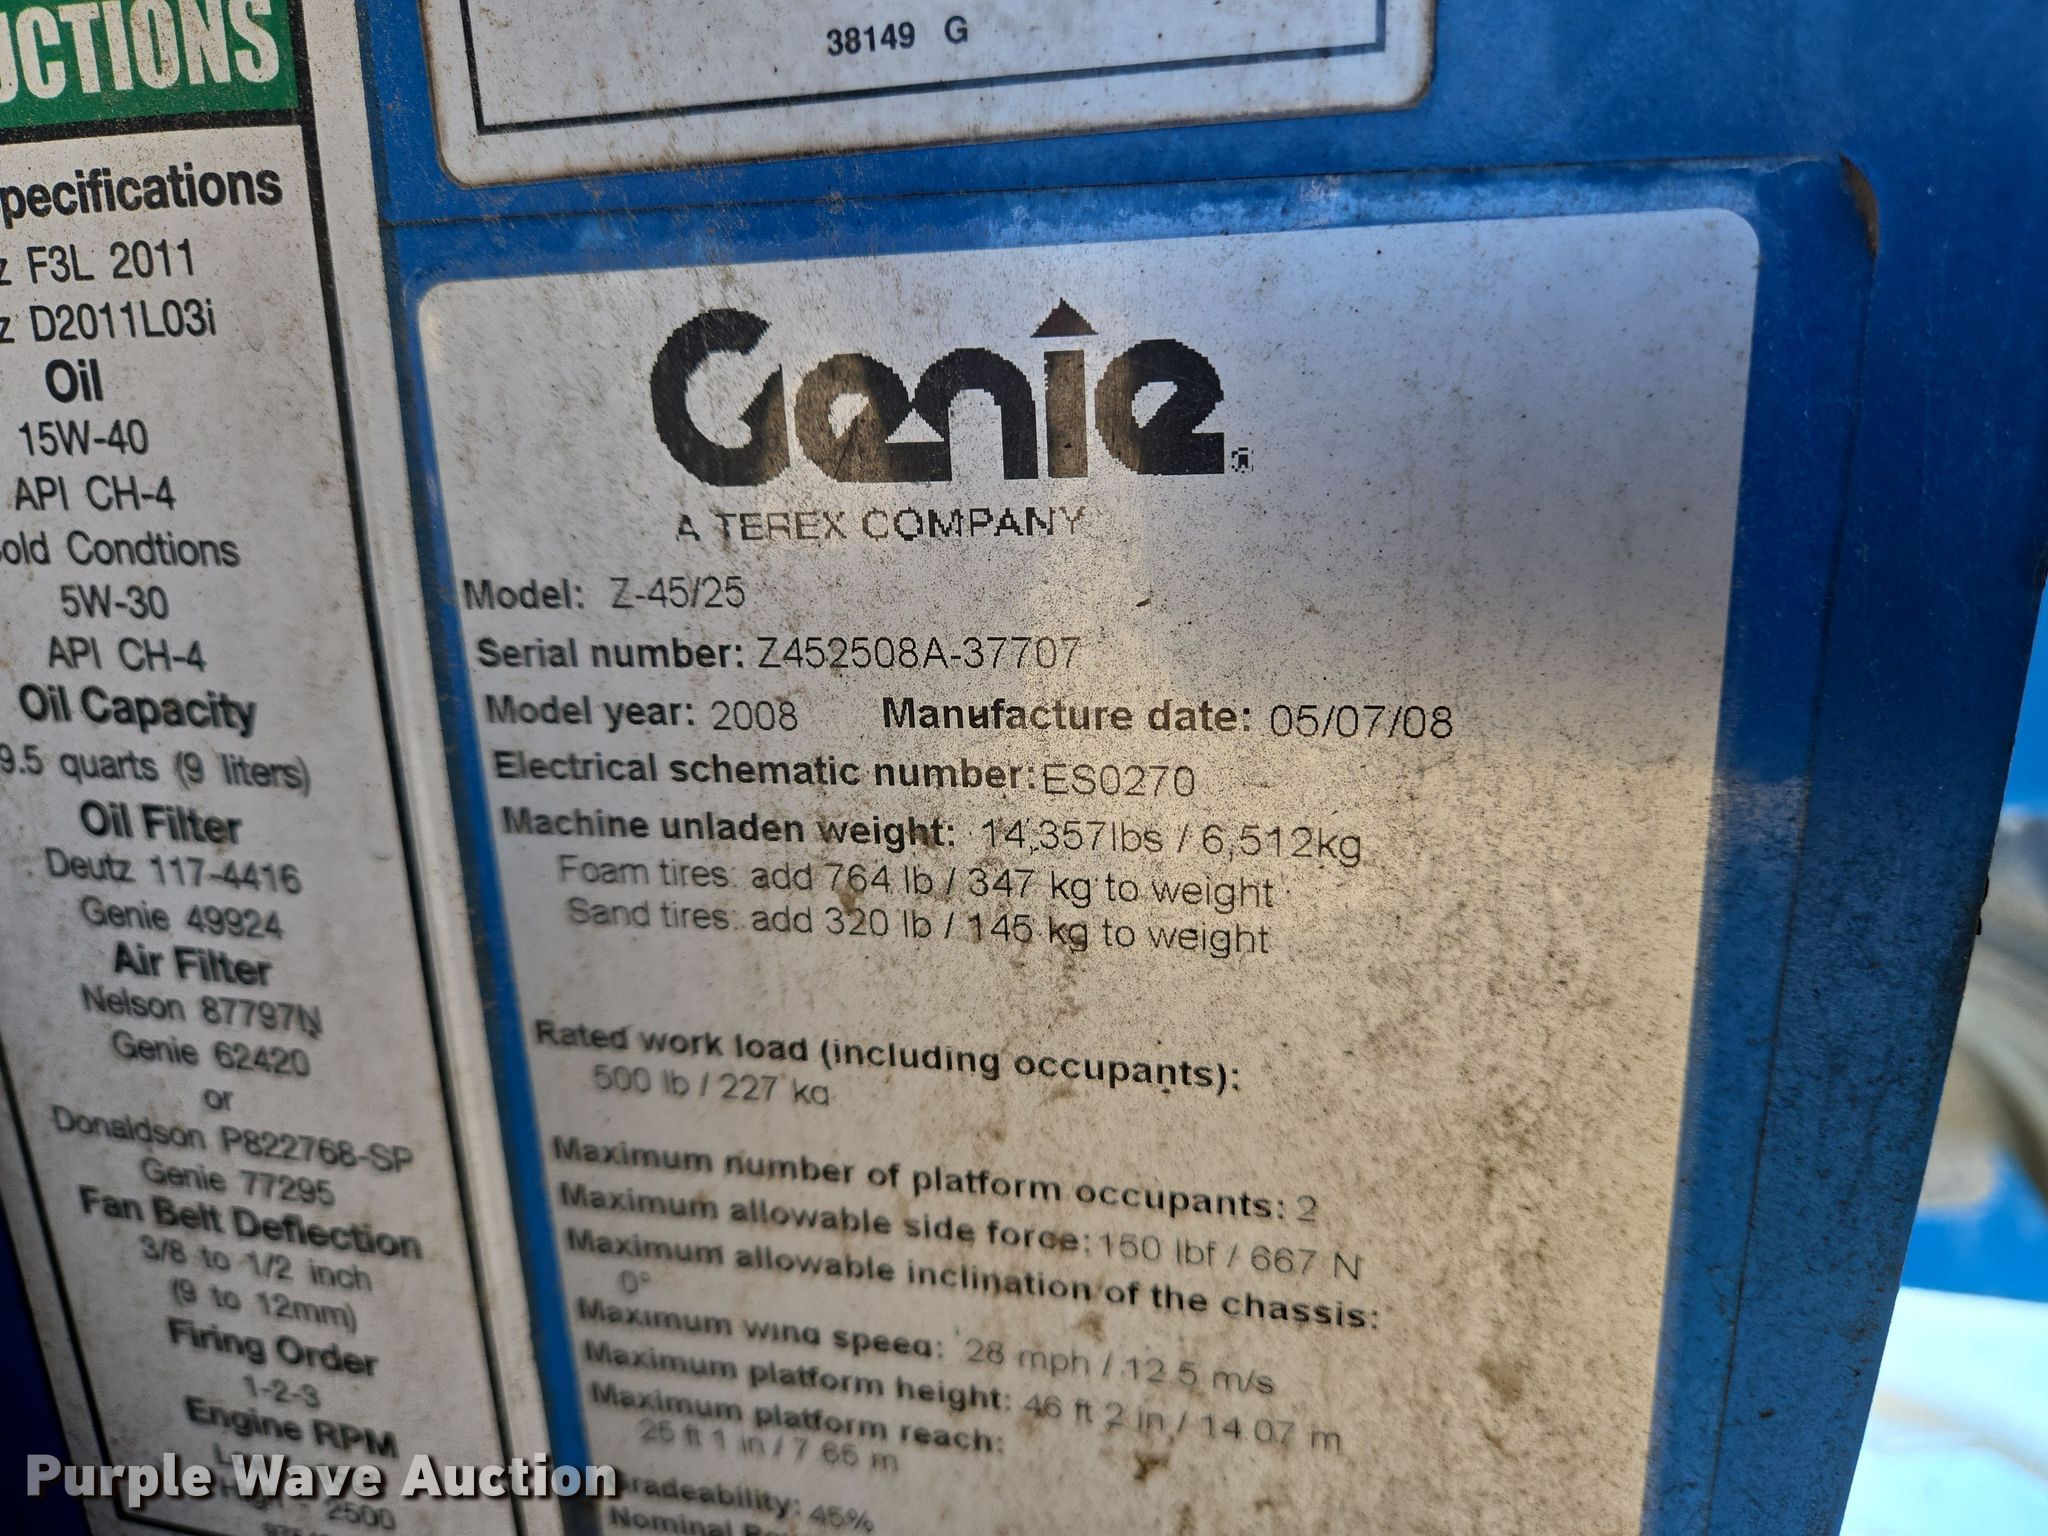 38149 G
UCTIONS
pecifications
z F3L 2011
z D2011L03i
Oil
15W-40
API CH-4
old Condtions
5W-30
API CH-4
Oil Capacity
9.5 quarts (9 liters)
Oil Filter
Deutz 117-4416
Genie 49924
Air Filter
Nelson 87797N
Genie 62420
or
Donaldson P822768-SP
Genie 77295
Fan Belt Deflection
3/8 to 1/2 inch
(9 to 12mm)
Firing Order
1-2-3
Engine RPM
2500
Genie
A TEREX COMPANY
Model: Z-45/25
Serial number: Z452508A-37707
Model year: 2008 Manufacture date: 05/07/08
Electrical schematic number: ES0270
Machine unladen weight: 14,357lbs / 6,512kg
Foam tires: add 764 lb / 347 kg to weight
Sand tires: add 320 lb / 145 kg to weight
Rated work load (including occupants):
500 lb / 227 kg
Maximum number of platform occupants: 2
Maximum allowable side force: 150 lbf / 667 N
Maximum allowable inclination of the chassis:
0°
Maximum wind speed: 28 mph / 12.5 m/s
Maximum platform height: 46 ft 2 in / 14.07 m
Maximum platform reach:
25 ft 1 in / 7.65 m
radeability: 45%
Nominal
Purple Wave Auction